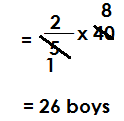 8
= 2/5 x 40
1
= 26 boys